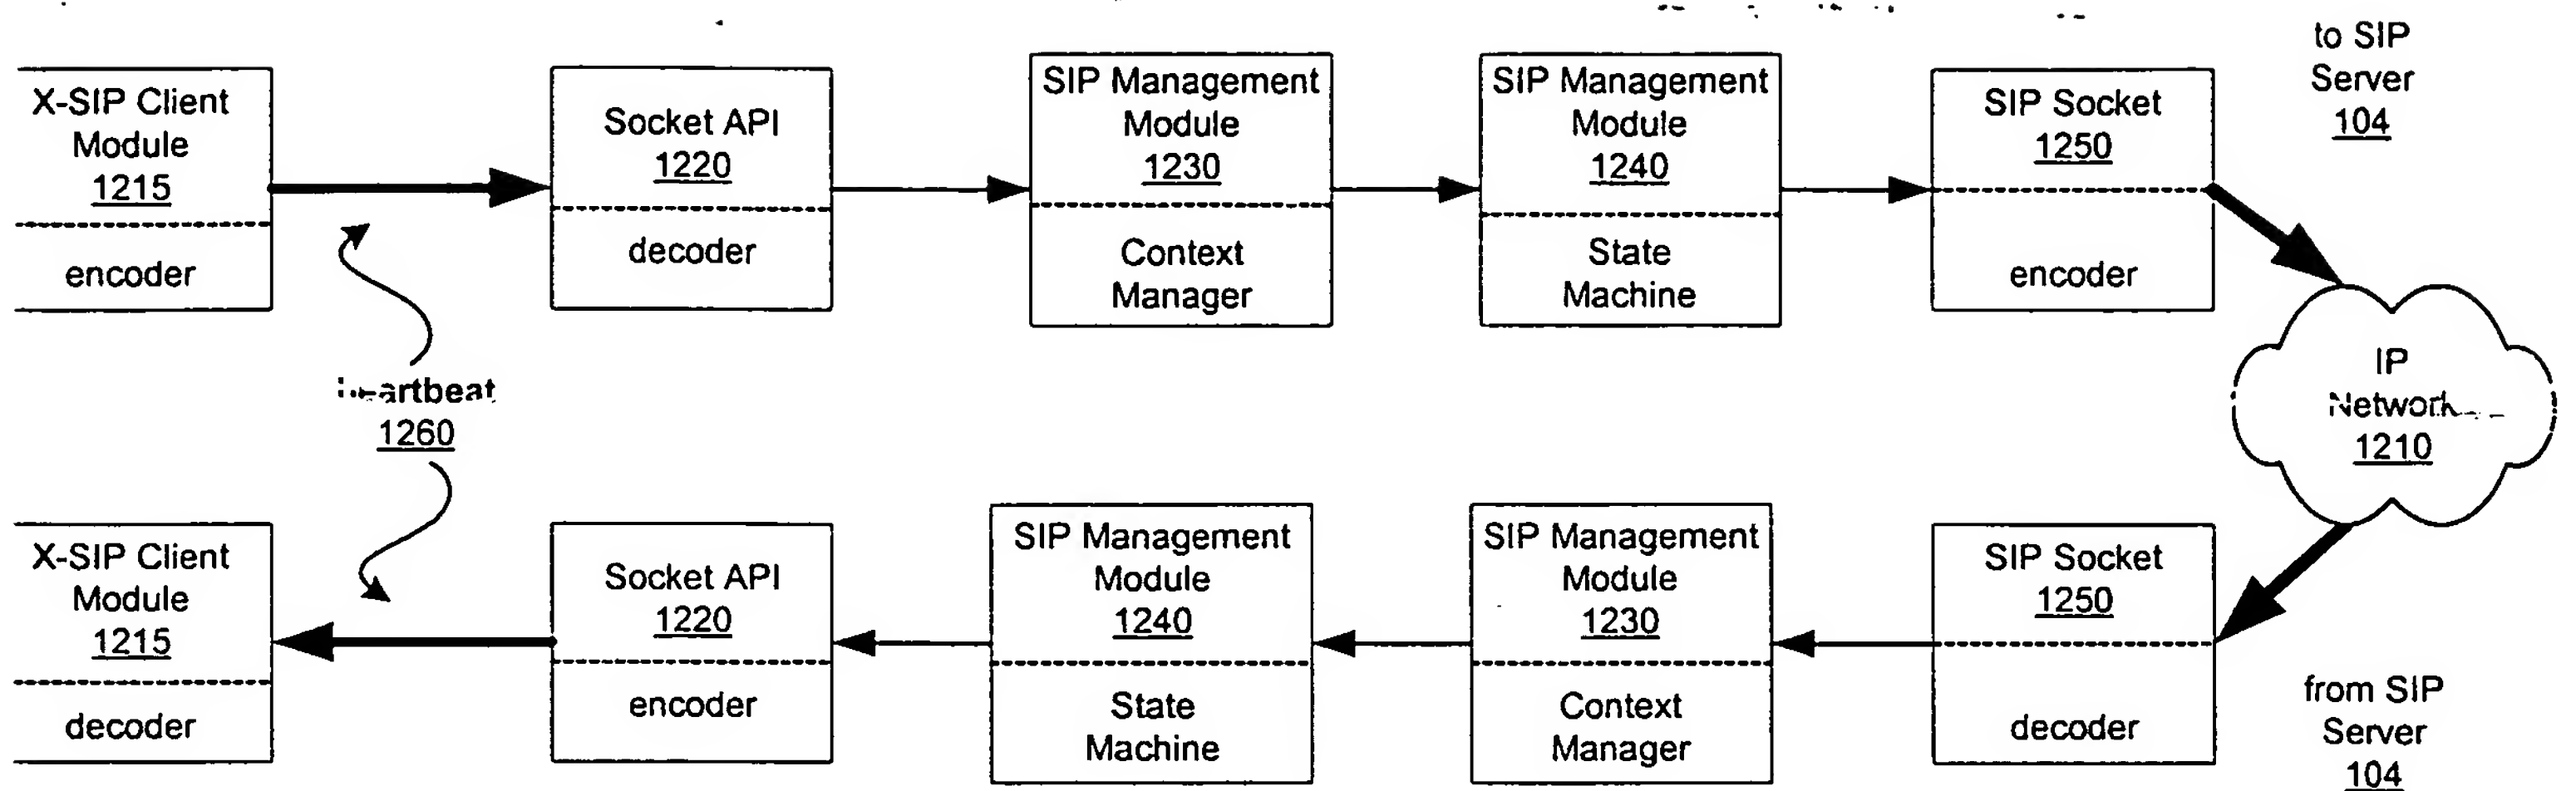 X-SIP Client
Module
1215
encoder
Socket API
1220
decoder
SIP Management
Module
1230
Context
Manager
SIP Management
Module
1240
State
Machine
SIP Socket
1250
encoder
to SIP
Server
104
heartbeat
1260
IP
Network
1210
X-SIP Client
Module
1215
decoder
Socket API
1220
encoder
SIP Management
Module
1240
State
Machine
SIP Management
Module
1230
Context
Manager
SIP Socket
1250
decoder
from SIP
Server
104